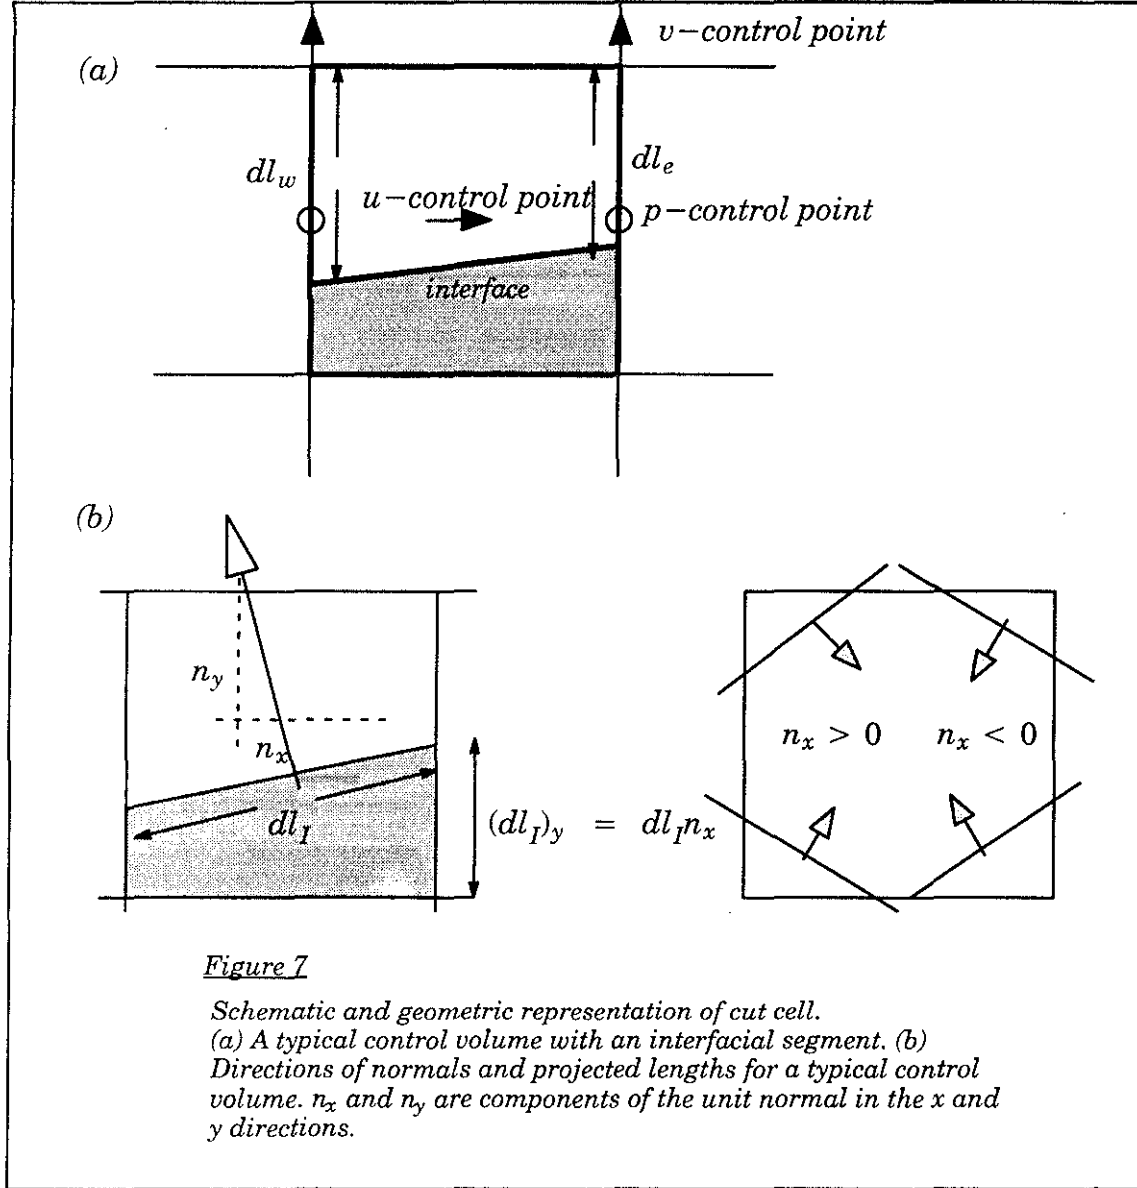 v-control point
(a)
dl_w
dl_e
u-control point
p-control point
interface
(b)
n_y
n_x
n_x > 0 n_x < 0
dl_I
(dl_I)_y = dl_I n_x
Figure 7
Schematic and geometric representation of cut cell.
(a) A typical control volume with an interfacial segment. (b)
Directions of normals and projected lengths for a typical control
volume. n_x and n_y are components of the unit normal in the x and
y directions.